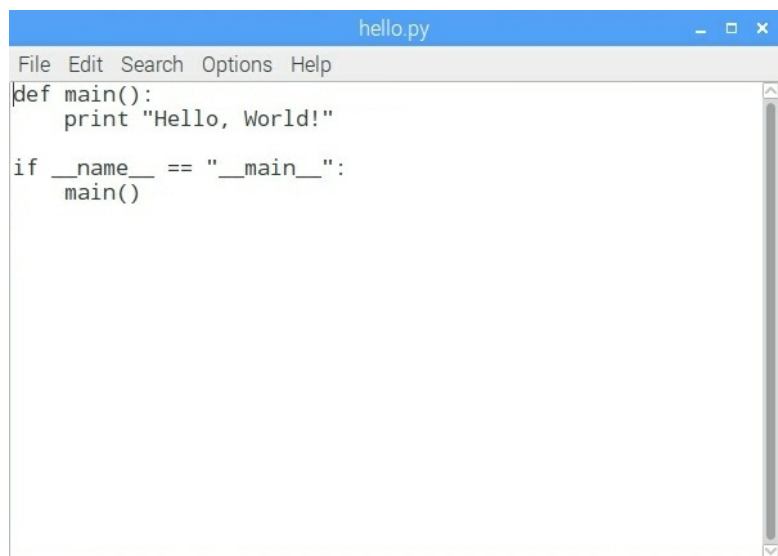 hello.py
File Edit Search Options Help
def main():
    print "Hello, World!"

if __name__ == "__main__":
    main()